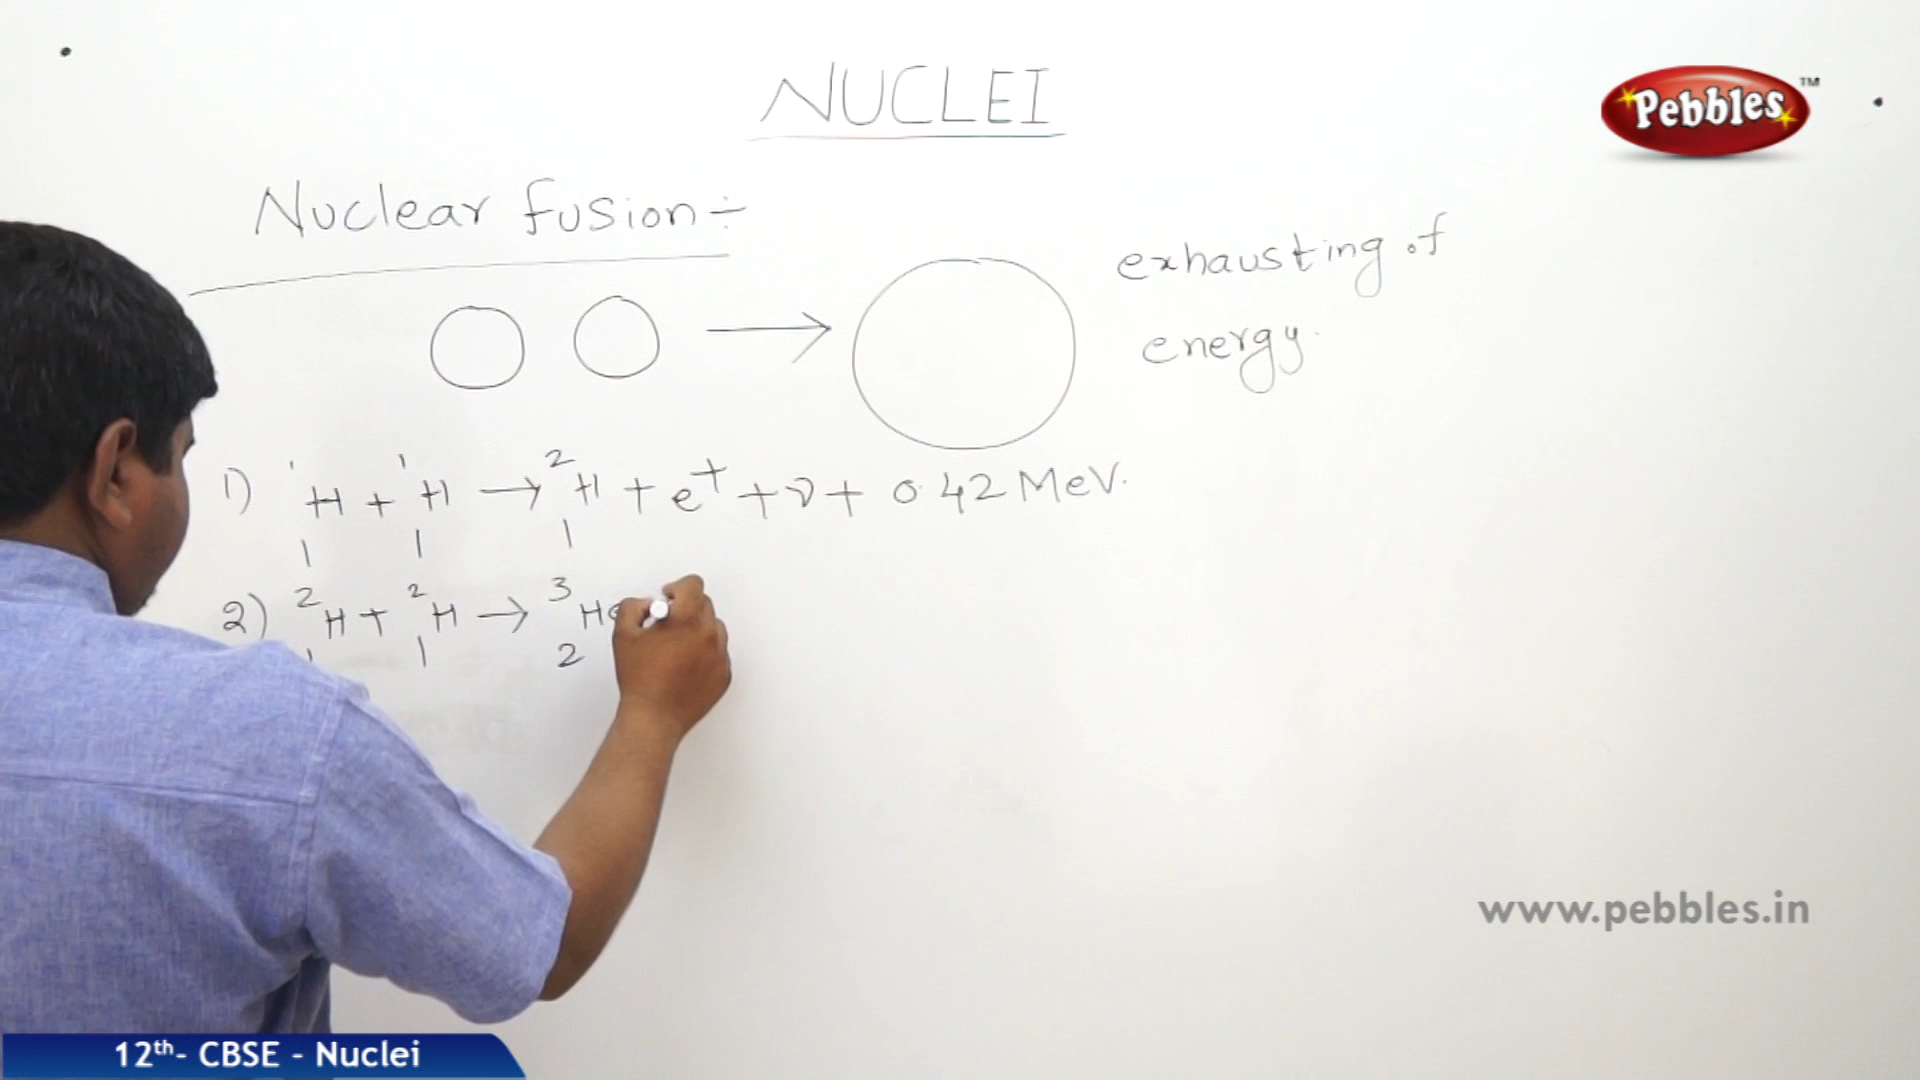 NUCLEI
Pebbles™
Nuclear fusion:-
exhausting of
energy.
1) ¹₁H + ¹₁H → ²₁H + e⁺ + ν + 0.42 MeV.
2) ²₁H + ²₁H → ³₂He
www.pebbles.in
12th- CBSE - Nuclei